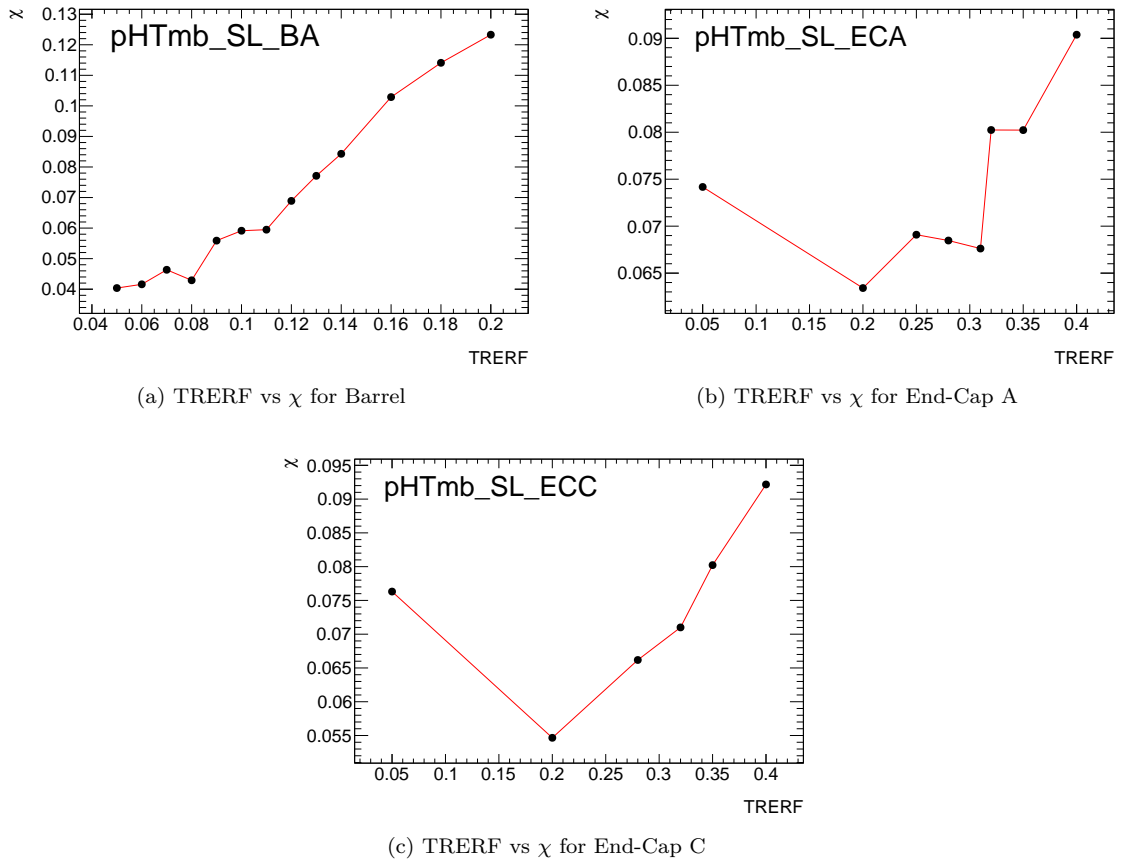 χ
pHTmb_SL_BA
0.13
0.12
0.11
0.1
0.09
0.08
0.07
0.06
0.05
0.04
0.04 0.06 0.08 0.1 0.12 0.14 0.16 0.18 0.2
TRERF
(a) TRERF vs χ for Barrel
χ
pHTmb_SL_ECA
0.09
0.085
0.08
0.075
0.07
0.065
0.05 0.1 0.15 0.2 0.25 0.3 0.35 0.4
TRERF
(b) TRERF vs χ for End-Cap A
χ
pHTmb_SL_ECC
0.095
0.09
0.085
0.08
0.075
0.07
0.065
0.06
0.055
0.05 0.1 0.15 0.2 0.25 0.3 0.35 0.4
TRERF
(c) TRERF vs χ for End-Cap C